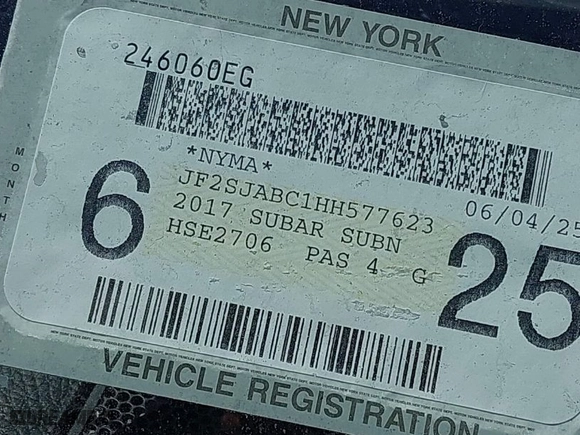 NEW YORK
246060EG
*NYMA*
JF2SJABC1HH577623
06/04/25
2017 SUBAR SUBN
HSE2706 PAS 4 G
6
25
MONTH
VEHICLE REGISTRATION